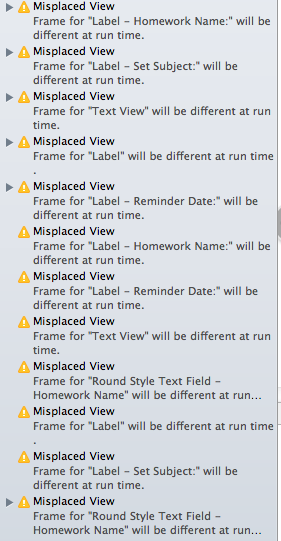 Misplaced View
Frame for "Label – Homework Name:" will be
different at run time.
Misplaced View
Frame for "Label – Set Subject:" will be
different at run time.
Misplaced View
Frame for "Text View" will be different at run
time.
Misplaced View
Frame for "Label" will be different at run time
.
Misplaced View
Frame for "Label – Reminder Date:" will be
different at run time.
Misplaced View
Frame for "Label – Homework Name:" will be
different at run time.
Misplaced View
Frame for "Label – Reminder Date:" will be
different at run time.
Misplaced View
Frame for "Text View" will be different at run
time.
Misplaced View
Frame for "Round Style Text Field –
Homework Name" will be different at run...
Misplaced View
Frame for "Label" will be different at run time
.
Misplaced View
Frame for "Label – Set Subject:" will be
different at run time.
Misplaced View
Frame for "Round Style Text Field –
Homework Name" will be different at run...